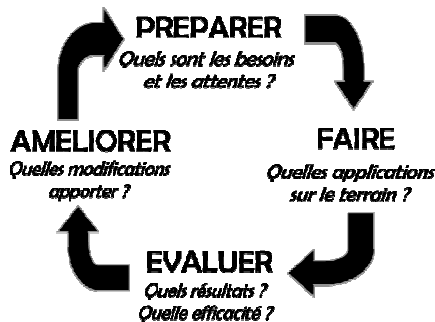 PREPARER
Quels sont les besoins
et les attentes ?
FAIRE
Quelles applications
sur le terrain ?
EVALUER
Quels résultats ?
Quelle efficacité ?
AMELIORER
Quelles modifications
apporter ?